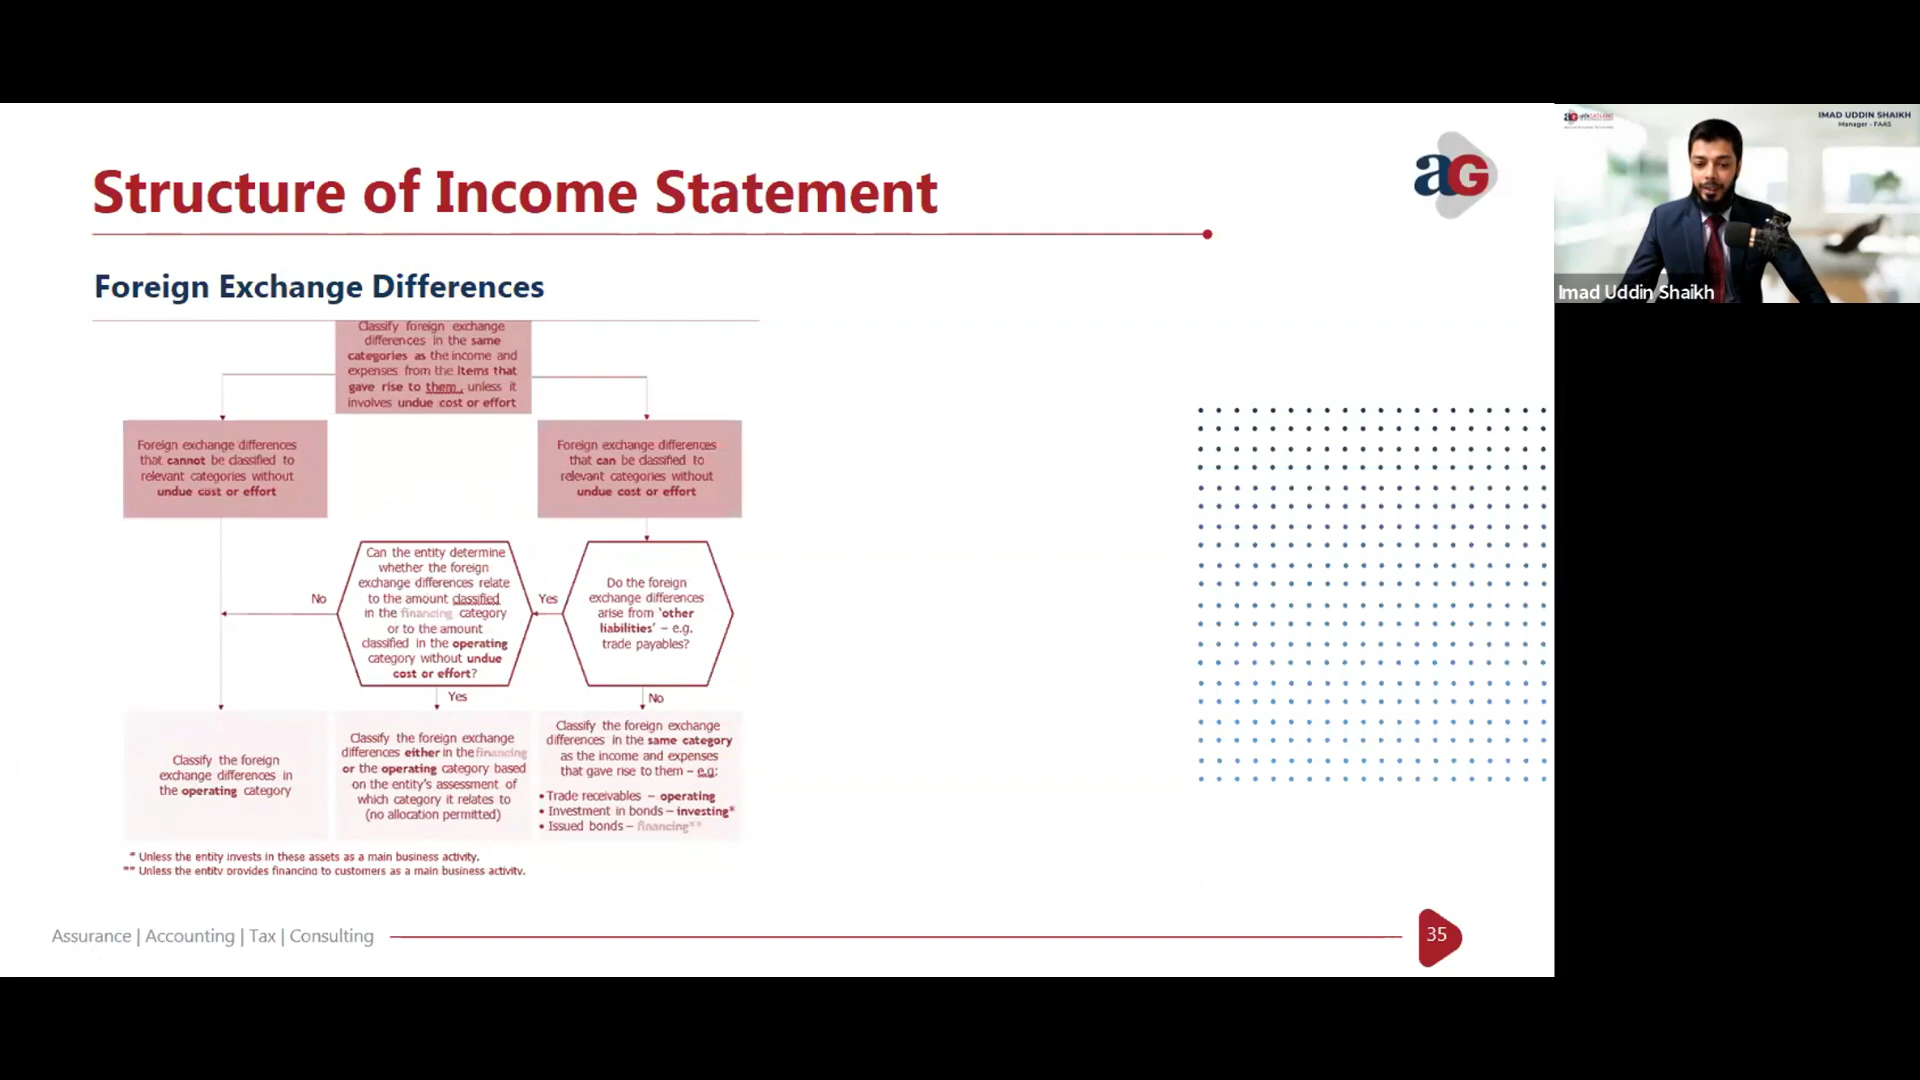 Structure of Income Statement
aG
IMAD UDDIN SHAIKH
Manager - FAAS
Imad Uddin Shaikh
Foreign Exchange Differences
Classify foreign exchange
differences in the same
categories as the income and
expenses from the items that
gave rise to them , unless it
involves undue cost or effort
Foreign exchange differences
that cannot be classified to
relevant categories without
undue cost or effort
Foreign exchange differences
that can be classified to
relevant categories without
undue cost or effort
Can the entity determine
whether the foreign
exchange differences relate
to the amount classified
in the financing category
or to the amount
classified in the operating
category without undue
cost or effort?
Do the foreign
exchange differences
arise from ‘other
liabilities’ – e.g.
trade payables?
No
Yes
Yes
No
Classify the foreign
exchange differences in
the operating category
Classify the foreign exchange
differences either in the financing
or the operating category based
on the entity’s assessment of
which category it relates to
(no allocation permitted)
Classify the foreign exchange
differences in the same category
as the income and expenses
that gave rise to them – e.g:
• Trade receivables – operating
• Investment in bonds – investing*
• Issued bonds – financing**
* Unless the entity invests in these assets as a main business activity.
** Unless the entity provides financing to customers as a main business activity.
Assurance | Accounting | Tax | Consulting
35